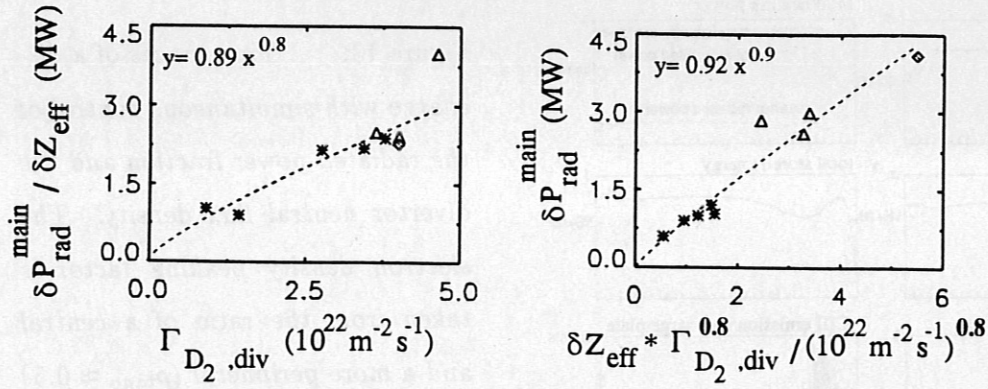 δP_rad^main / δZ_eff (MW)
4.5
3.0
1.5
0.0
y= 0.89 x^0.8
0.0
2.5
5.0
Γ_D₂,div (10^22 m^-2 s^-1)
δP_rad^main (MW)
4.5
3.0
1.5
0.0
y= 0.92 x^0.9
0
2
4
6
δZ_eff * Γ_D₂,div^0.8 /(10^22 m^-2 s^-1)^0.8